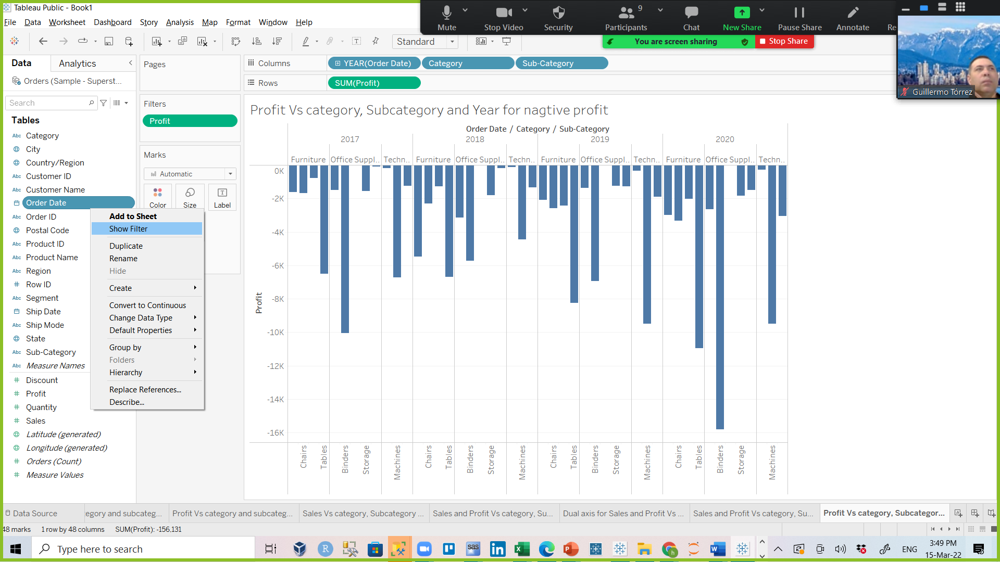 Tableau Public - Book1
File Data Worksheet Dashboard Story Analysis Map Format Window Help
Mute Stop Video Security Participants 9 Chat New Share Pause Share Annotate Re
You are screen sharing Stop Share
Guillermo Tórrez
Standard
Data Analytics
Orders (Sample - Superst...
Search
Tables
Abc Category
City
Country/Region
Abc Customer ID
Abc Customer Name
Order Date
Abc Order ID
Postal Code
Abc Product ID
Abc Product Name
Abc Region
# Row ID
Abc Segment
Ship Date
Abc Ship Mode
State
Abc Sub-Category
Abc Measure Names
# Discount
# Profit
# Quantity
# Sales
Latitude (generated)
Longitude (generated)
# Orders (Count)
# Measure Values
Add to Sheet
Show Filter
Duplicate
Rename
Hide
Create
Convert to Continuous
Change Data Type
Default Properties
Group by
Folders
Hierarchy
Replace References...
Describe...
Pages
Filters
Profit
Marks
Automatic
Color Size Label
Columns YEAR(Order Date) Category Sub-Category
Rows SUM(Profit)
Profit Vs category, Subcategory and Year for nagtive profit
Order Date / Category / Sub-Category
2017 2018 2019 2020
Furniture Office Suppl.. Techn.. Furniture Office Suppl.. Techn.. Furniture Office Suppl.. Techn.. Furniture Office Suppl.. Techn..
0K
-2K
-4K
-6K
-8K
-10K
-12K
-14K
-16K
Profit
Chairs Tables Binders Storage Machines Chairs Tables Binders Storage Machines Chairs Tables Binders Storage Machines Chairs Tables Binders Storage Machines
Data Source egory and subcateg... Profit Vs category and subcateg... Sales Vs category, Subcategory ... Sales and Profit Vs category, Su... Dual axis for Sales and Profit Vs ... Sales and Profit Vs category, Su... Profit Vs category, Subcategor...
48 marks 1 row by 48 columns SUM(Profit): -156,131
Type here to search
ENG
3:49 PM
15-Mar-22